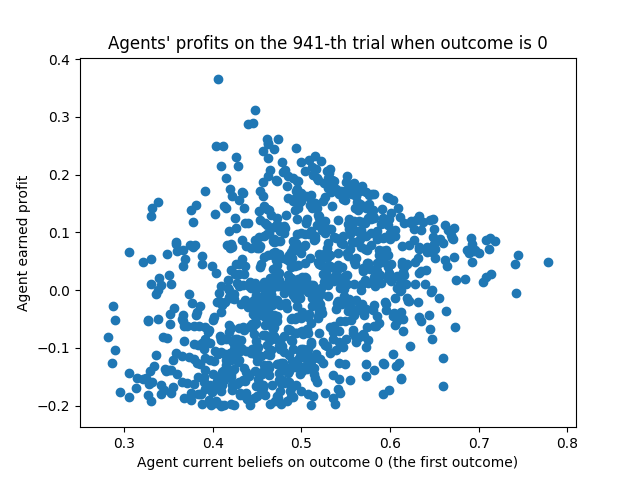 Agents' profits on the 941-th trial when outcome is 0
0.4
0.3
0.2
0.1
0.0
−0.1
−0.2
Agent earned profit
0.3 0.4 0.5 0.6 0.7 0.8
Agent current beliefs on outcome 0 (the first outcome)